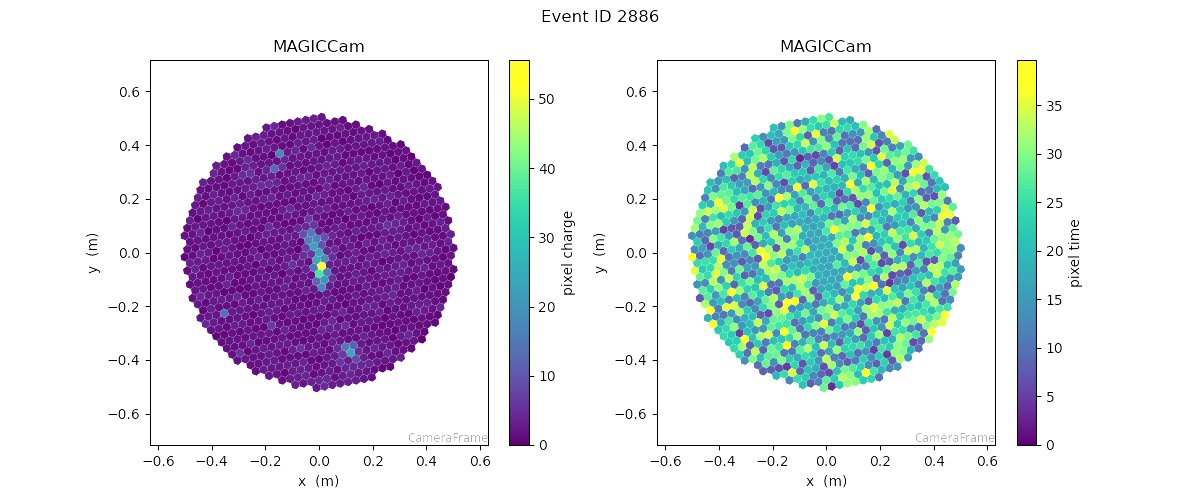 Event ID 2886
MAGICCam
0.6
0.4
0.2
0.0
−0.2
−0.4
−0.6
y (m)
−0.6 −0.4 −0.2 0.0 0.2 0.4 0.6
x (m)
CameraFrame
50
40
30
20
10
0
pixel charge
MAGICCam
0.6
0.4
0.2
0.0
−0.2
−0.4
−0.6
y (m)
−0.6 −0.4 −0.2 0.0 0.2 0.4 0.6
x (m)
CameraFrame
35
30
25
20
15
10
5
0
pixel time